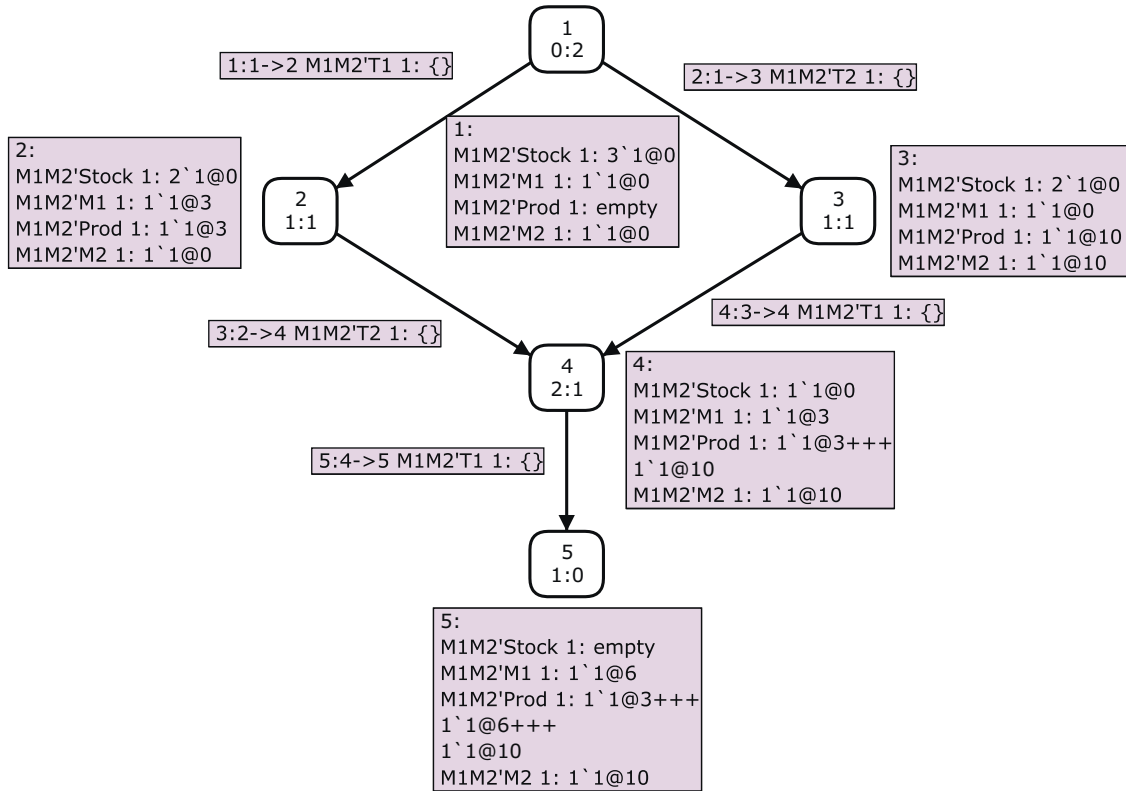 1
0:2
1:1->2 M1M2'T1 1: {}
2:1->3 M1M2'T2 1: {}
1:
M1M2'Stock 1: 3`1@0
M1M2'M1 1: 1`1@0
M1M2'Prod 1: empty
M1M2'M2 1: 1`1@0
2:
M1M2'Stock 1: 2`1@0
M1M2'M1 1: 1`1@3
M1M2'Prod 1: 1`1@3
M1M2'M2 1: 1`1@0
2
1:1
3
1:1
3:
M1M2'Stock 1: 2`1@0
M1M2'M1 1: 1`1@0
M1M2'Prod 1: 1`1@10
M1M2'M2 1: 1`1@10
3:2->4 M1M2'T2 1: {}
4:3->4 M1M2'T1 1: {}
4
2:1
4:
M1M2'Stock 1: 1`1@0
M1M2'M1 1: 1`1@3
M1M2'Prod 1: 1`1@3+++
1`1@10
M1M2'M2 1: 1`1@10
5:4->5 M1M2'T1 1: {}
5
1:0
5:
M1M2'Stock 1: empty
M1M2'M1 1: 1`1@6
M1M2'Prod 1: 1`1@3+++
1`1@6+++
1`1@10
M1M2'M2 1: 1`1@10